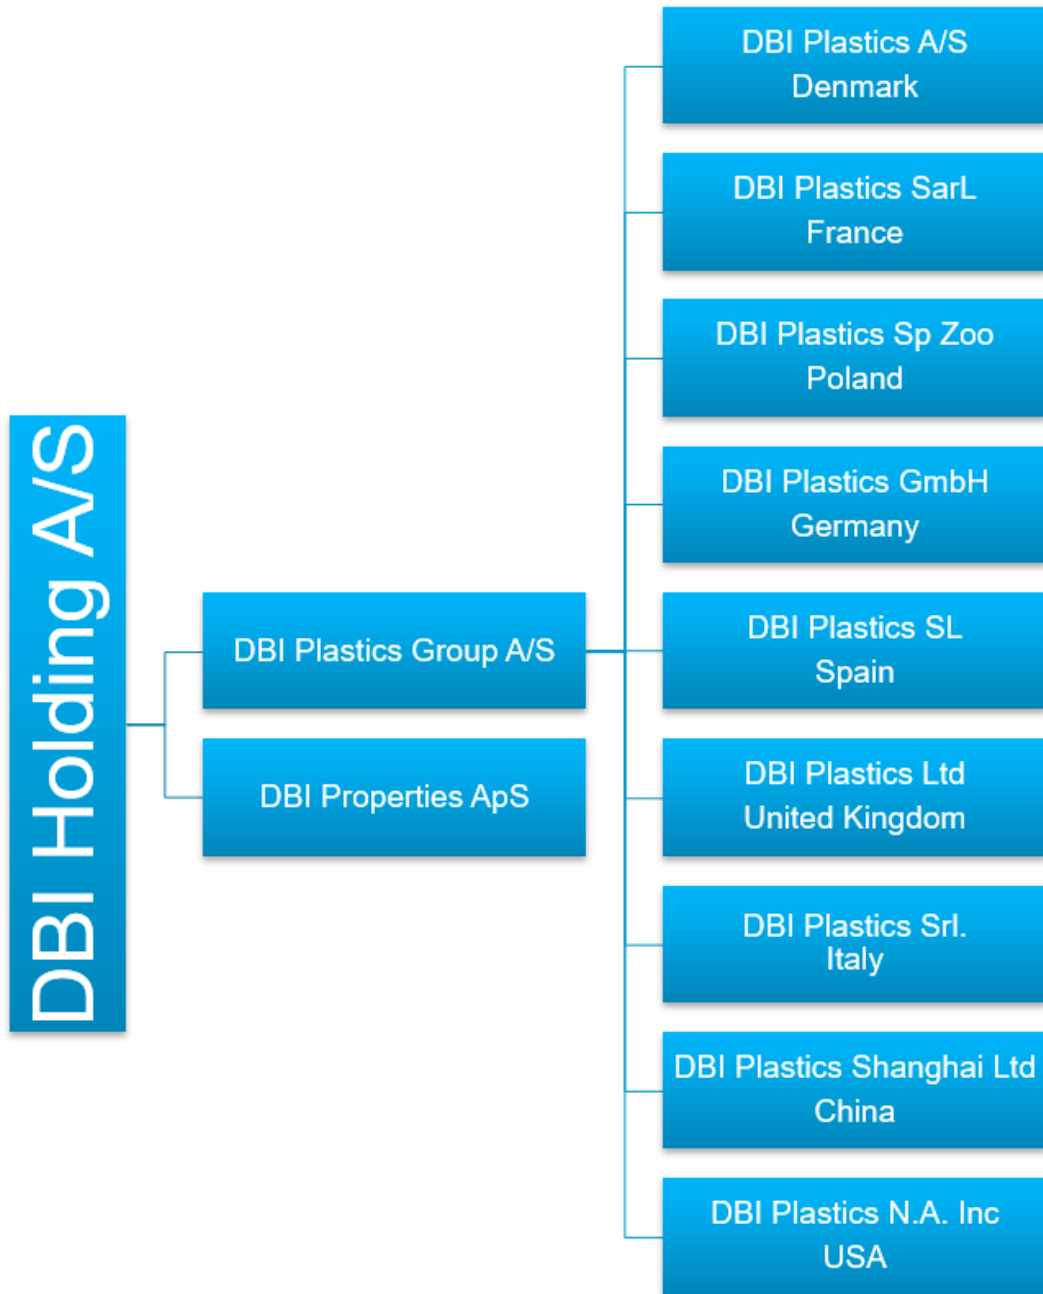 DBI Holding A/S
DBI Plastics Group A/S
DBI Properties ApS
DBI Plastics A/S
Denmark
DBI Plastics SarL
France
DBI Plastics Sp Zoo
Poland
DBI Plastics GmbH
Germany
DBI Plastics SL
Spain
DBI Plastics Ltd
United Kingdom
DBI Plastics Srl.
Italy
DBI Plastics Shanghai Ltd
China
DBI Plastics N.A. Inc
USA